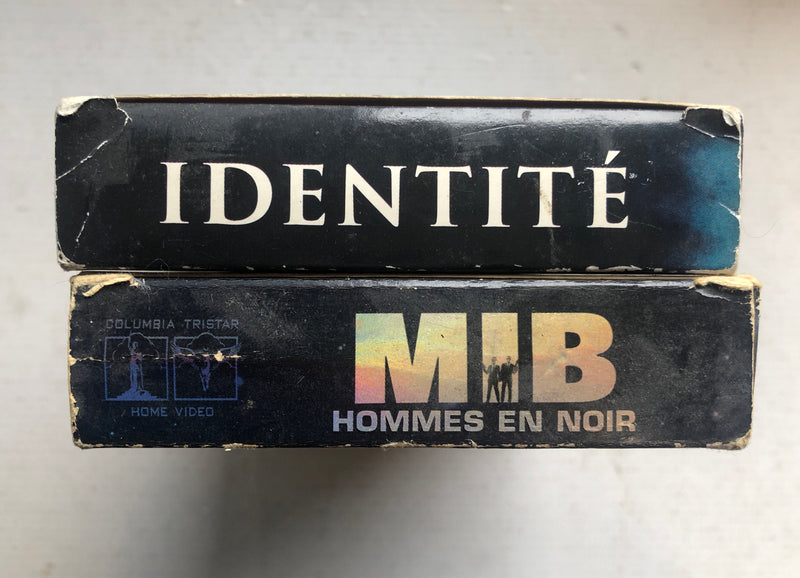 IDENTITÉ
COLUMBIA TRISTAR
HOME VIDEO
MIB
HOMMES EN NOIR